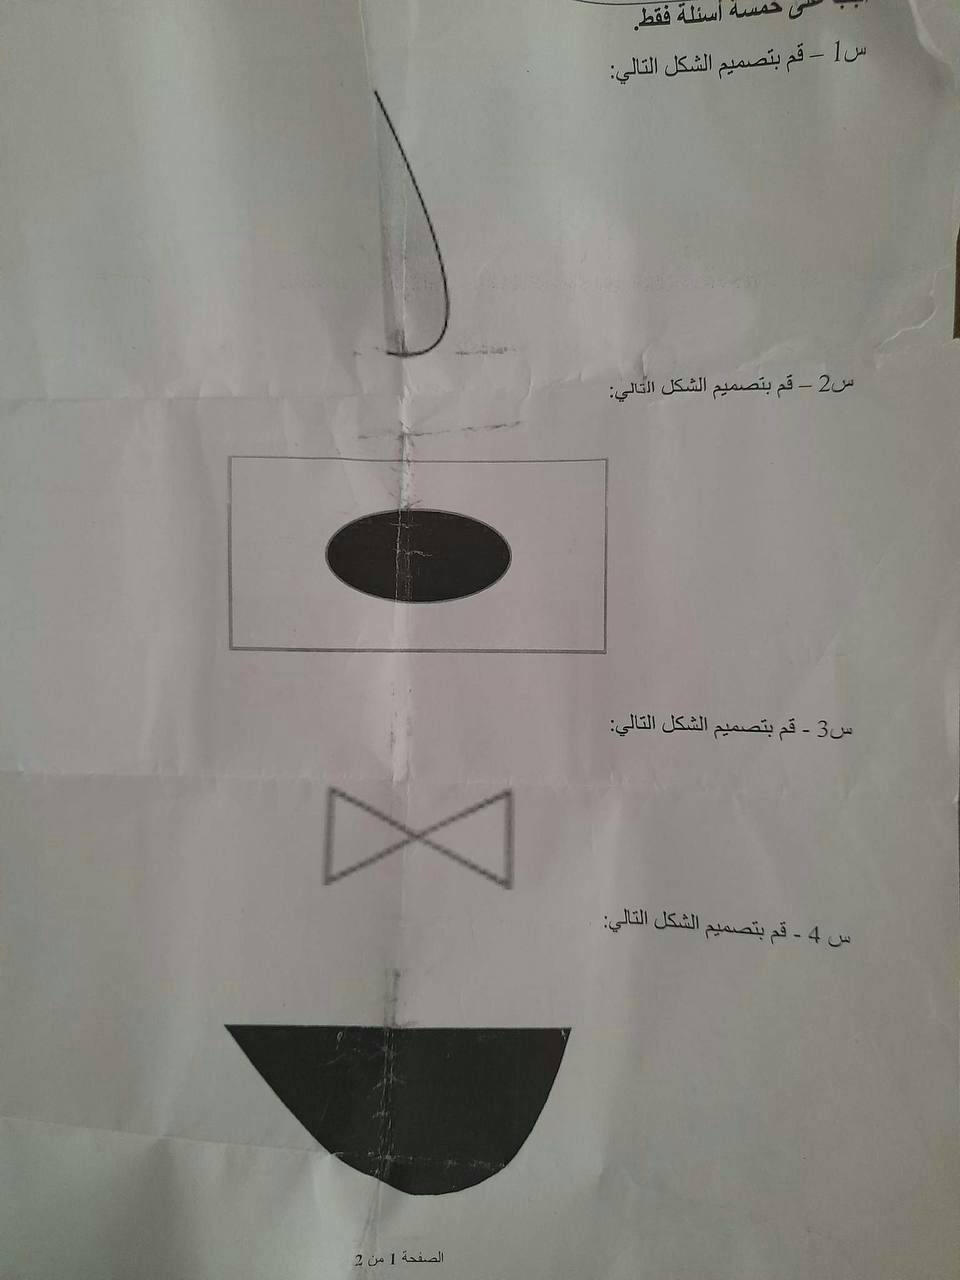 على خمسة أسئلة فقط.
س1 – قم بتصميم الشكل التالي:
س2 – قم بتصميم الشكل التالي:
س3 - قم بتصميم الشكل التالي:
س 4 - قم بتصميم الشكل التالي:
الصفحة 1 من 2